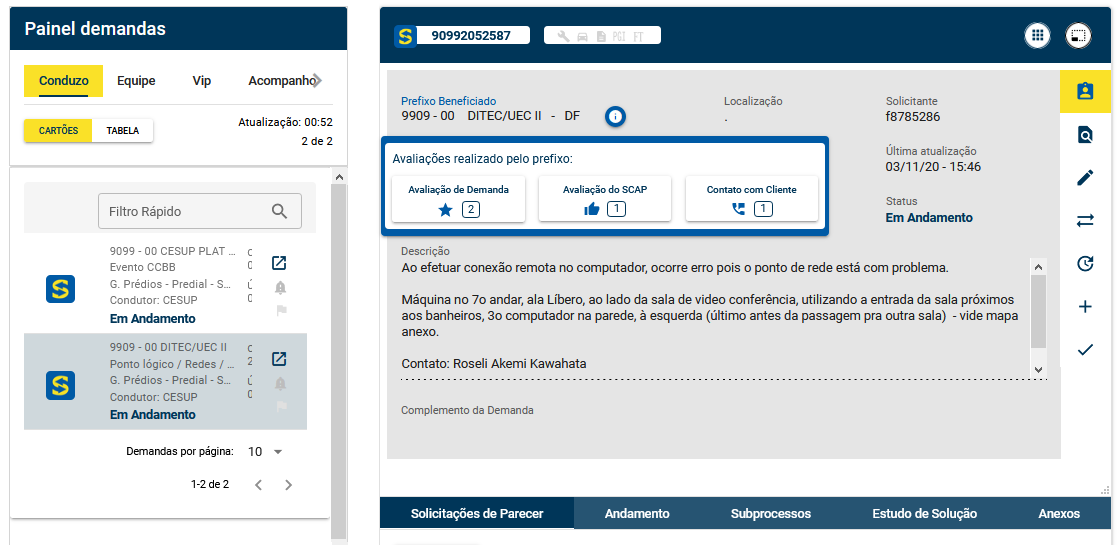 Painel demandas
Conduzo
Equipe
Vip
Acompanho
CARTÕES
TABELA
Atualização: 00:52
2 de 2
Filtro Rápido
9099 - 00 CESUP PLAT ...
Evento CCBB
G. Prédios - Predial - S...
Condutor: CESUP
Em Andamento
9909 - 00 DITEC/UEC II
Ponto lógico / Redes / ...
G. Prédios - Predial - S...
Condutor: CESUP
Em Andamento
Demandas por página:
10
1-2 de 2
90992052587
PGI
FT
Prefixo Beneficiado
9909 - 00 DITEC/UEC II - DF
Localização
.
Solicitante
f8785286
Última atualização
03/11/20 - 15:46
Status
Em Andamento
Avaliações realizado pelo prefixo:
Avaliação de Demanda
2
Avaliação do SCAP
1
Contato com Cliente
1
Descrição
Ao efetuar conexão remota no computador, ocorre erro pois o ponto de rede está com problema.
Máquina no 7o andar, ala Líbero, ao lado da sala de video conferência, utilizando a entrada da sala próximos
aos banheiros, 3o computador na parede, à esquerda (último antes da passagem pra outra sala) - vide mapa
anexo.
Contato: Roseli Akemi Kawahata
Complemento da Demanda
Solicitações de Parecer
Andamento
Subprocessos
Estudo de Solução
Anexos